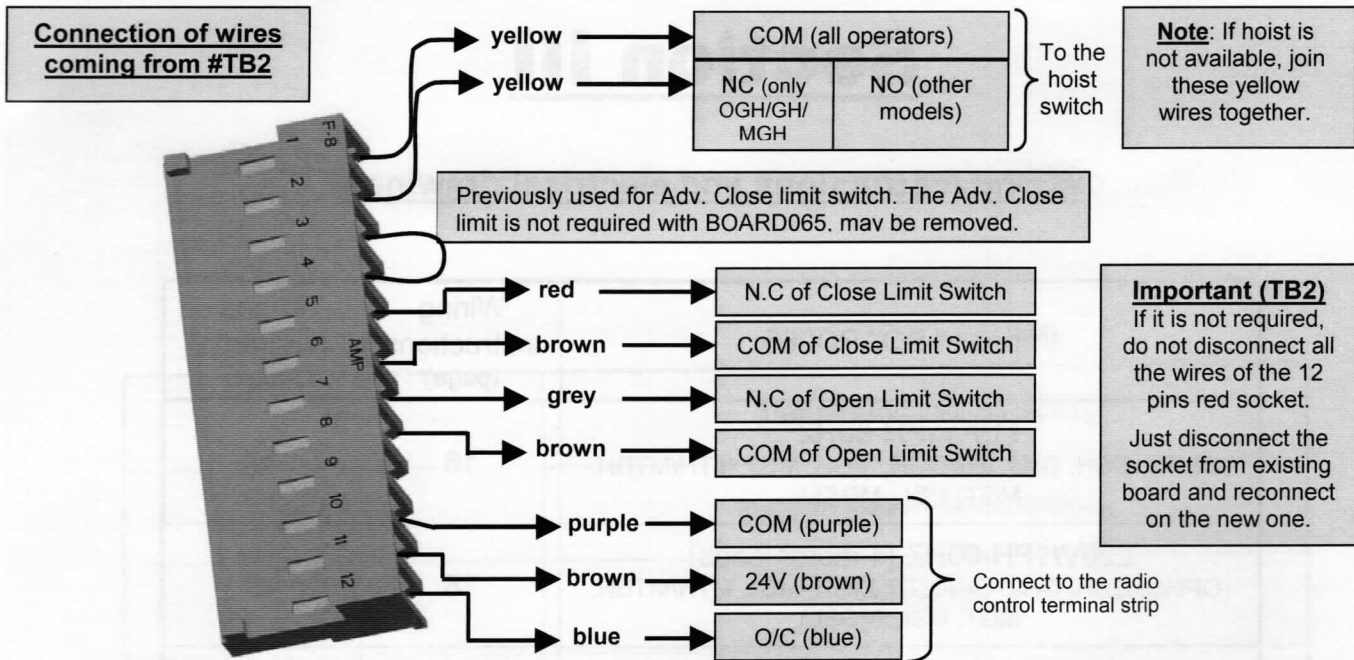 Connection of wires
coming from #TB2
yellow
COM (all operators)
yellow
NC (only
OGH/GH/
MGH
NO (other
models)
To the
hoist
switch
Note: If hoist is
not available, join
these yellow
wires together.
F-8
1
2
3
4
5
6
AMP
7
8
9
10
11
12
Previously used for Adv. Close limit switch. The Adv. Close
limit is not required with BOARD065. may be removed.
red
N.C of Close Limit Switch
brown
COM of Close Limit Switch
grey
N.C of Open Limit Switch
brown
COM of Open Limit Switch
purple
COM (purple)
brown
24V (brown)
blue
O/C (blue)
Connect to the radio
control terminal strip
Important (TB2)
If it is not required,
do not disconnect all
the wires of the 12
pins red socket.
Just disconnect the
socket from existing
board and reconnect
on the new one.